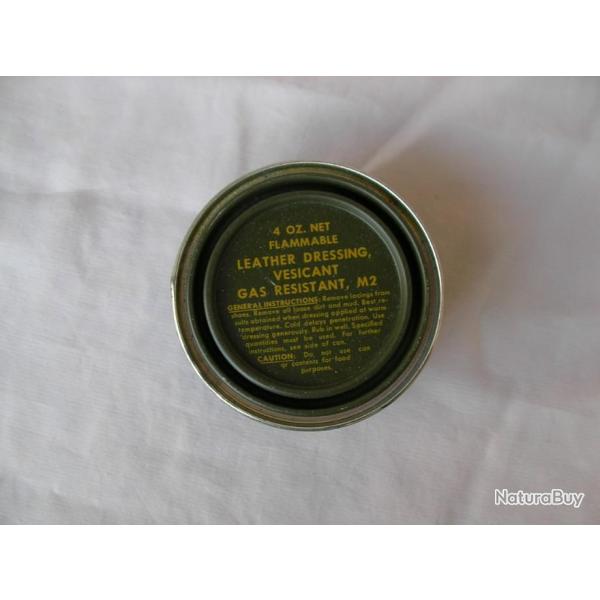 4 OZ. NET
FLAMMABLE
LEATHER DRESSING,
VESICANT
GAS RESISTANT, M2
GENERAL INSTRUCTIONS: Remove lacings from
shoes. Remove all loose dirt and mud. Best re-
sults obtained when dressing applied at warm
temperature. Cold delays penetration. Use
dressing generously. Rub in well. Specified
quantities must be used. For further
instructions, see side of can.
CAUTION: Do not use can
or contents for food
purposes.
NaturaBuy